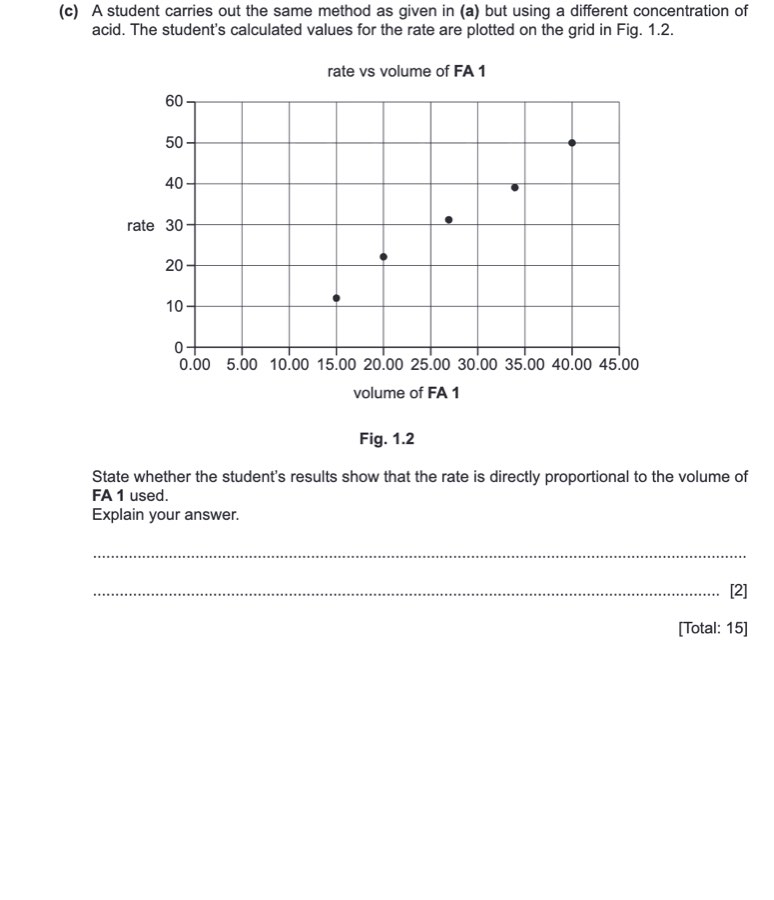 (c) A student carries out the same method as given in (a) but using a different concentration of
acid. The student's calculated values for the rate are plotted on the grid in Fig. 1.2.
rate vs volume of FA 1
60
50
40
rate 30
20
10
0
0.00 5.00 10.00 15.00 20.00 25.00 30.00 35.00 40.00 45.00
volume of FA 1
Fig. 1.2
State whether the student's results show that the rate is directly proportional to the volume of
FA 1 used.
Explain your answer.
[2]
[Total: 15]